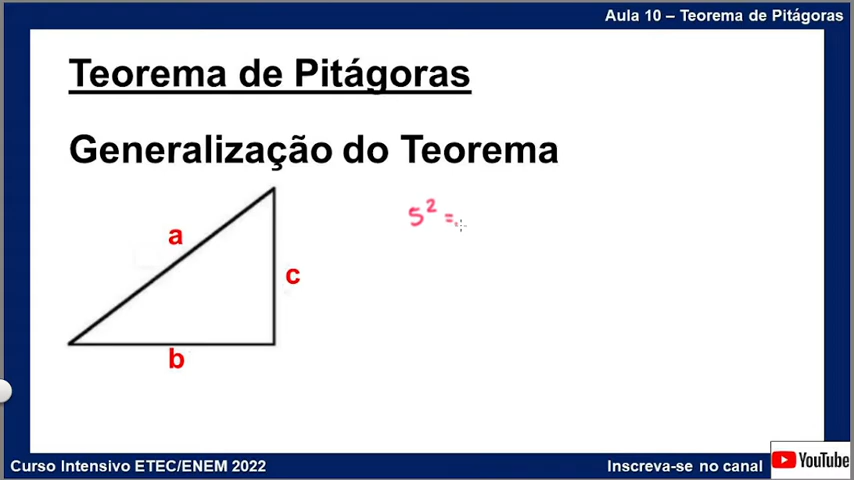 Aula 10 – Teorema de Pitágoras
Teorema de Pitágoras
Generalização do Teorema
5² =
a
c
b
Curso Intensivo ETEC/ENEM 2022
Inscreva-se no canal
YouTube